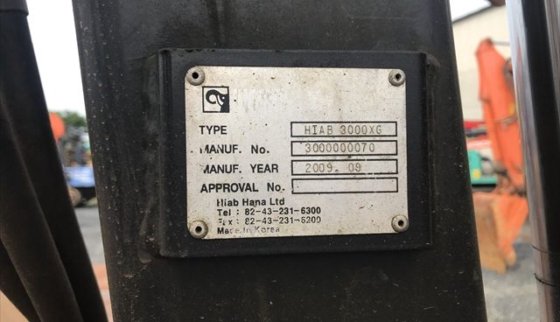 TYPE HIAB 3000XG
MANUF. No. 3000000070
MANUF. YEAR 2009. 09
APPROVAL No.
Hiab Hana Ltd
Tel : 82-43-231-6300
Fax : 82-43-231-6200
Made in Korea